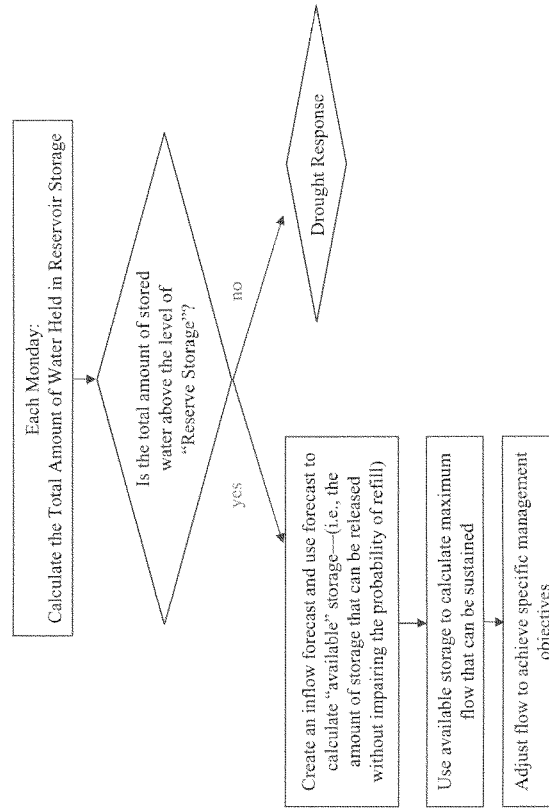 Each Monday:
Calculate the Total Amount of Water Held in Reservoir Storage
Is the total amount of stored
water above the level of
“Reserve Storage”?
yes
no
Drought Response
Create an inflow forecast and use forecast to
calculate “available” storage—(i.e., the
amount of storage that can be released
without impairing the probability of refill)
Use available storage to calculate maximum
flow that can be sustained
Adjust flow to achieve specific management
objectives